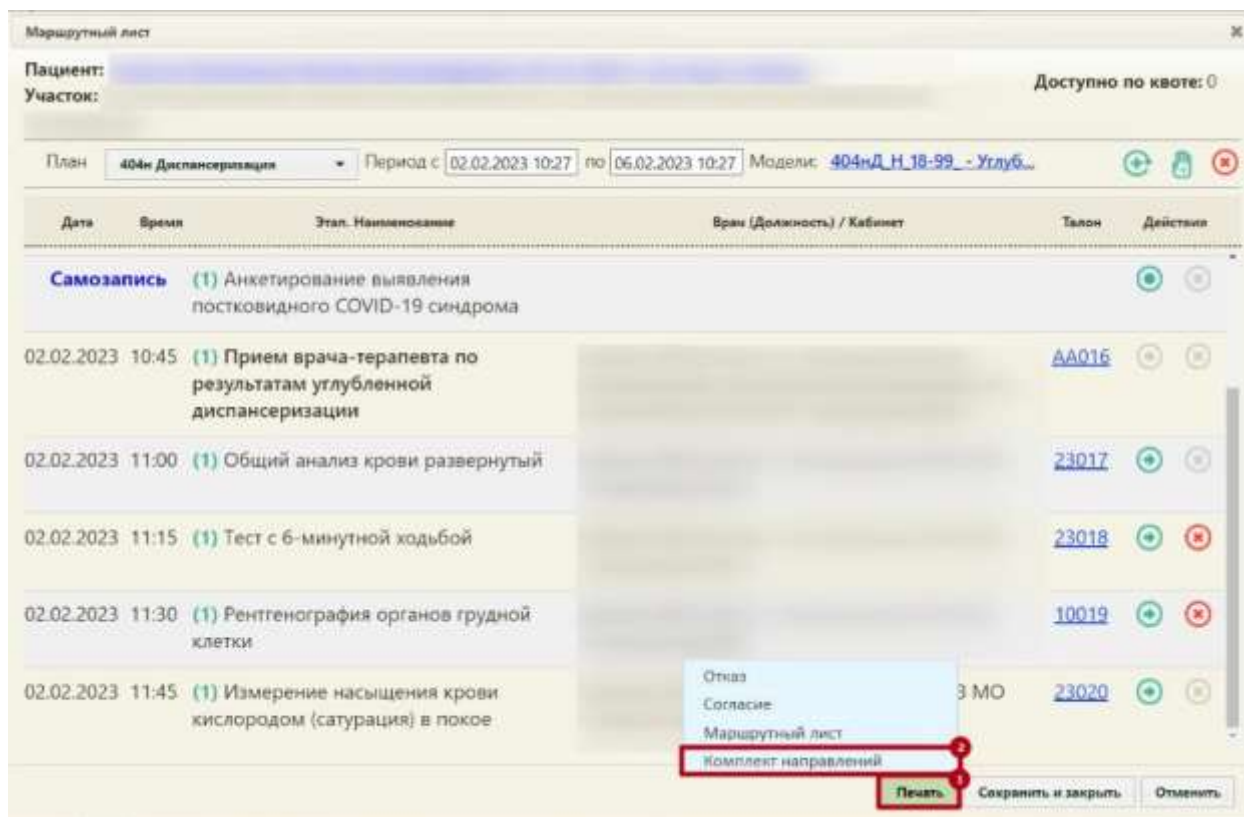 Маршрутный лист
Пациент:
Участок:
Доступно по квоте: 0
План 404н Диспансеризация Период с 02.02.2023 10:27 по 06.02.2023 10:27 Модели: 404нД_Н_18-99_ - Углуб...
Дата Время Этап. Наименование Врач (Должность) / Кабинет Талон Действия
Самозапись (1) Анкетирование выявления
постковидного COVID-19 синдрома
02.02.2023 10:45 (1) Прием врача-терапевта по AA016
результатам углубленной
диспансеризации
02.02.2023 11:00 (1) Общий анализ крови развернутый 23017
02.02.2023 11:15 (1) Тест с 6-минутной ходьбой 23018
02.02.2023 11:30 (1) Рентгенография органов грудной 10019
клетки
02.02.2023 11:45 (1) Измерение насыщения крови МО 23020
кислородом (сатурация) в покое
Отказ
Согласие
Маршрутный лист
Комплект направлений 2
Печать 1 Сохранить и закрыть Отменить